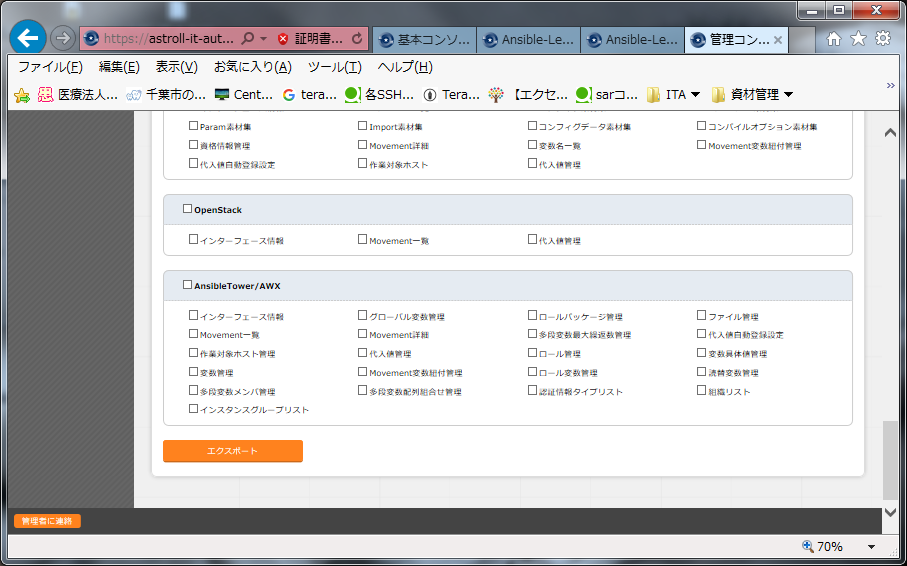 https://astroll-it-aut... 証明書... 基本コンソ... Ansible-Le... Ansible-Le... 管理コン...
ファイル(F) 編集(E) 表示(V) お気に入り(A) ツール(T) ヘルプ(H)
医療法人... 千葉市の... Cent... tera... 各SSH... Tera... 【エクセ... sarコ... ITA 資材管理
Param素材集 Import素材集 コンフィグデータ素材集 コンパイルオプション素材集
資格情報管理 Movement詳細 変数名一覧 Movement変数紐付管理
代入値自動登録設定 作業対象ホスト 代入値管理
OpenStack
インターフェース情報 Movement一覧 代入値管理
AnsibleTower/AWX
インターフェース情報 グローバル変数管理 ロールパッケージ管理 ファイル管理
Movement一覧 Movement詳細 多段変数最大繰返数管理 代入値自動登録設定
作業対象ホスト管理 代入値管理 ロール管理 変数具体値管理
変数管理 Movement変数紐付管理 ロール変数管理 読替変数管理
多段変数メンバ管理 多段変数配列組合せ管理 認証情報タイプリスト 組織リスト
インスタンスグループリスト
エクスポート
管理者に連絡
70%